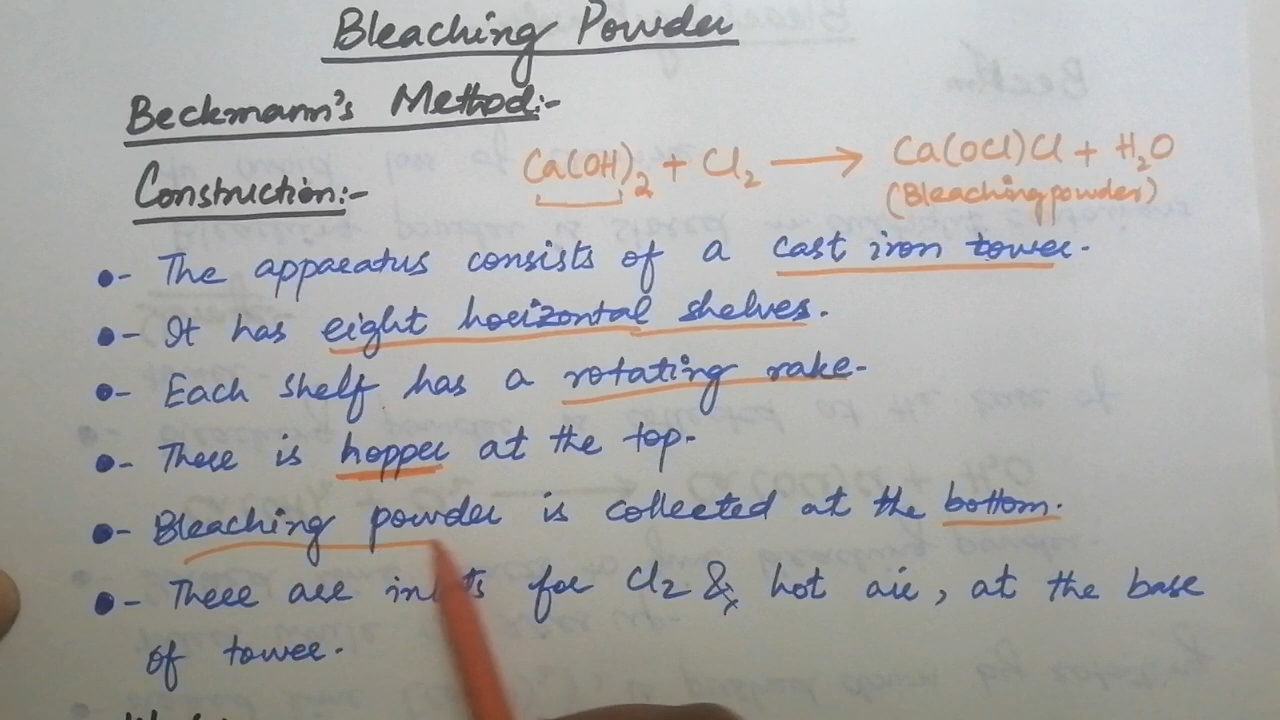 Bleaching Powder
Beckmann's Method:-
Construction:-
Ca(OH)₂ + Cl₂ ⟶ Ca(OCl)Cl + H₂O
(Bleaching powder)
•- The apparatus consists of a cast iron tower.
•- It has eight horizontal shelves.
•- Each shelf has a rotating rake.
•- There is hopper at the top.
•- Bleaching powder is collected at the bottom.
•- There are for Cl2 & hot air, at the base
of tower.